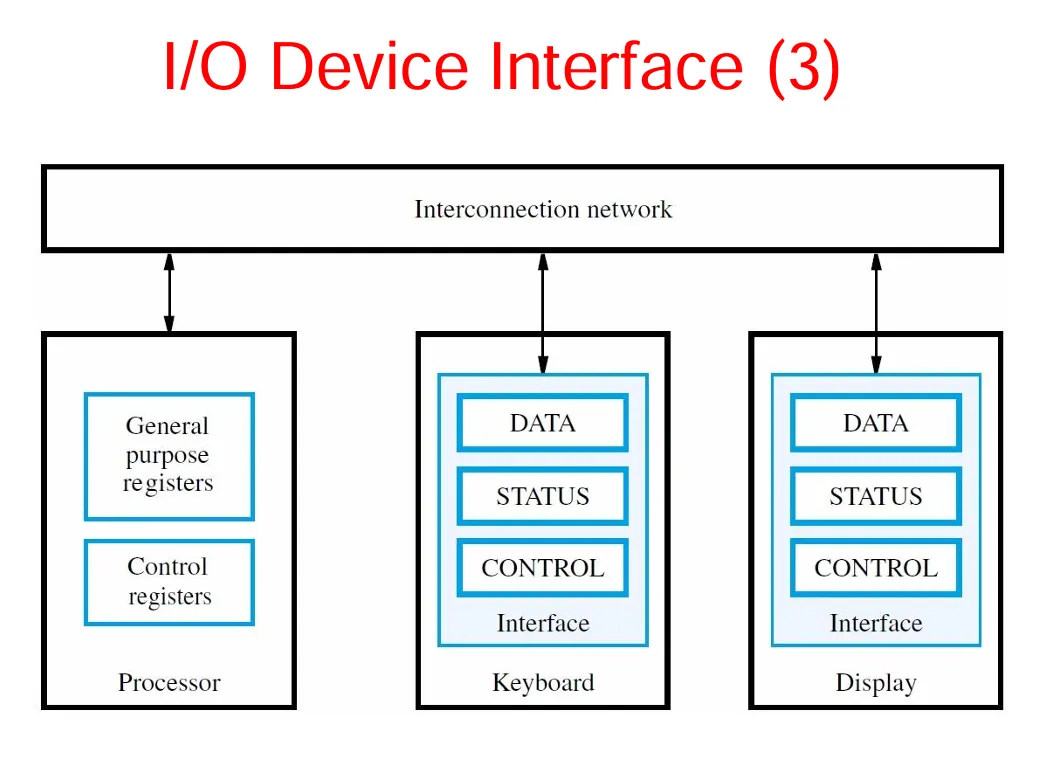 I/O Device Interface (3)
Interconnection network
General
purpose
registers
Control
registers
Processor
DATA
STATUS
CONTROL
Interface
Keyboard
DATA
STATUS
CONTROL
Interface
Display